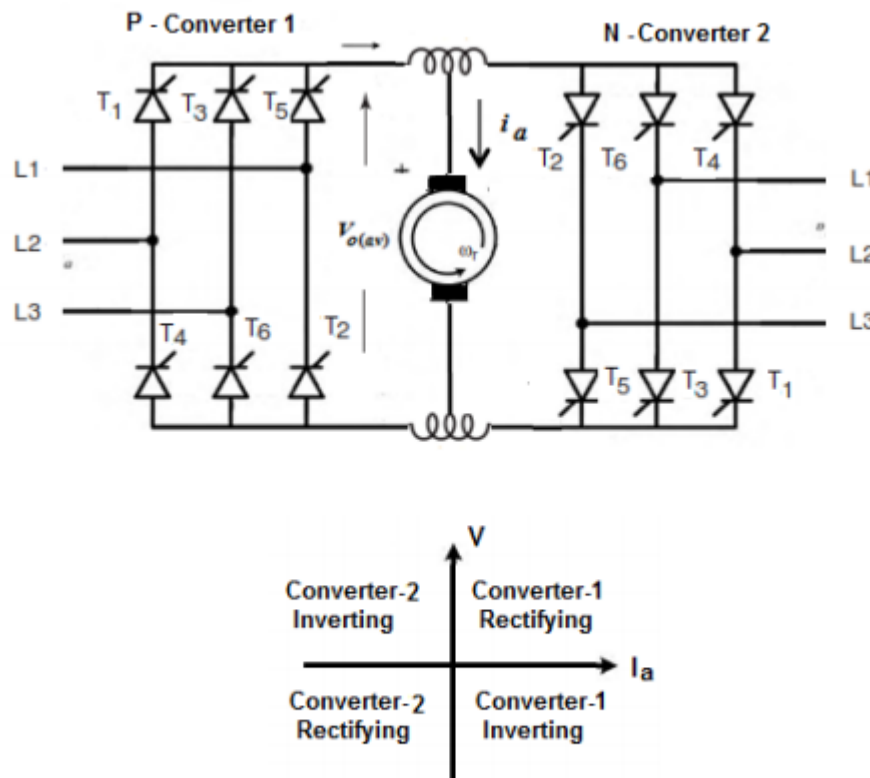 P - Converter 1
N - Converter 2
T1
T3
T5
i a
T2
T6
T4
L1
L1
+
V o(av)
ωr
L2
L2
a
o
L3
L3
T4
T6
T2
T5
T3
T1
V
Converter-2
Inverting
Converter-1
Rectifying
Ia
Converter-2
Rectifying
Converter-1
Inverting